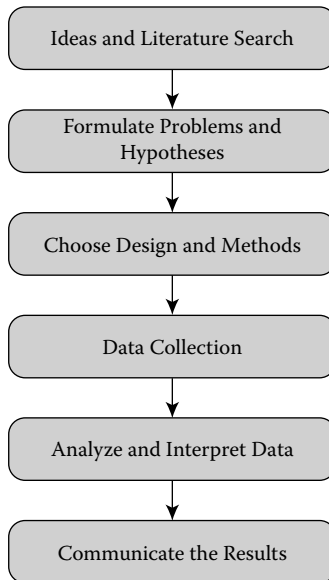 Ideas and Literature Search
Formulate Problems and
Hypotheses
Choose Design and Methods
Data Collection
Analyze and Interpret Data
Communicate the Results